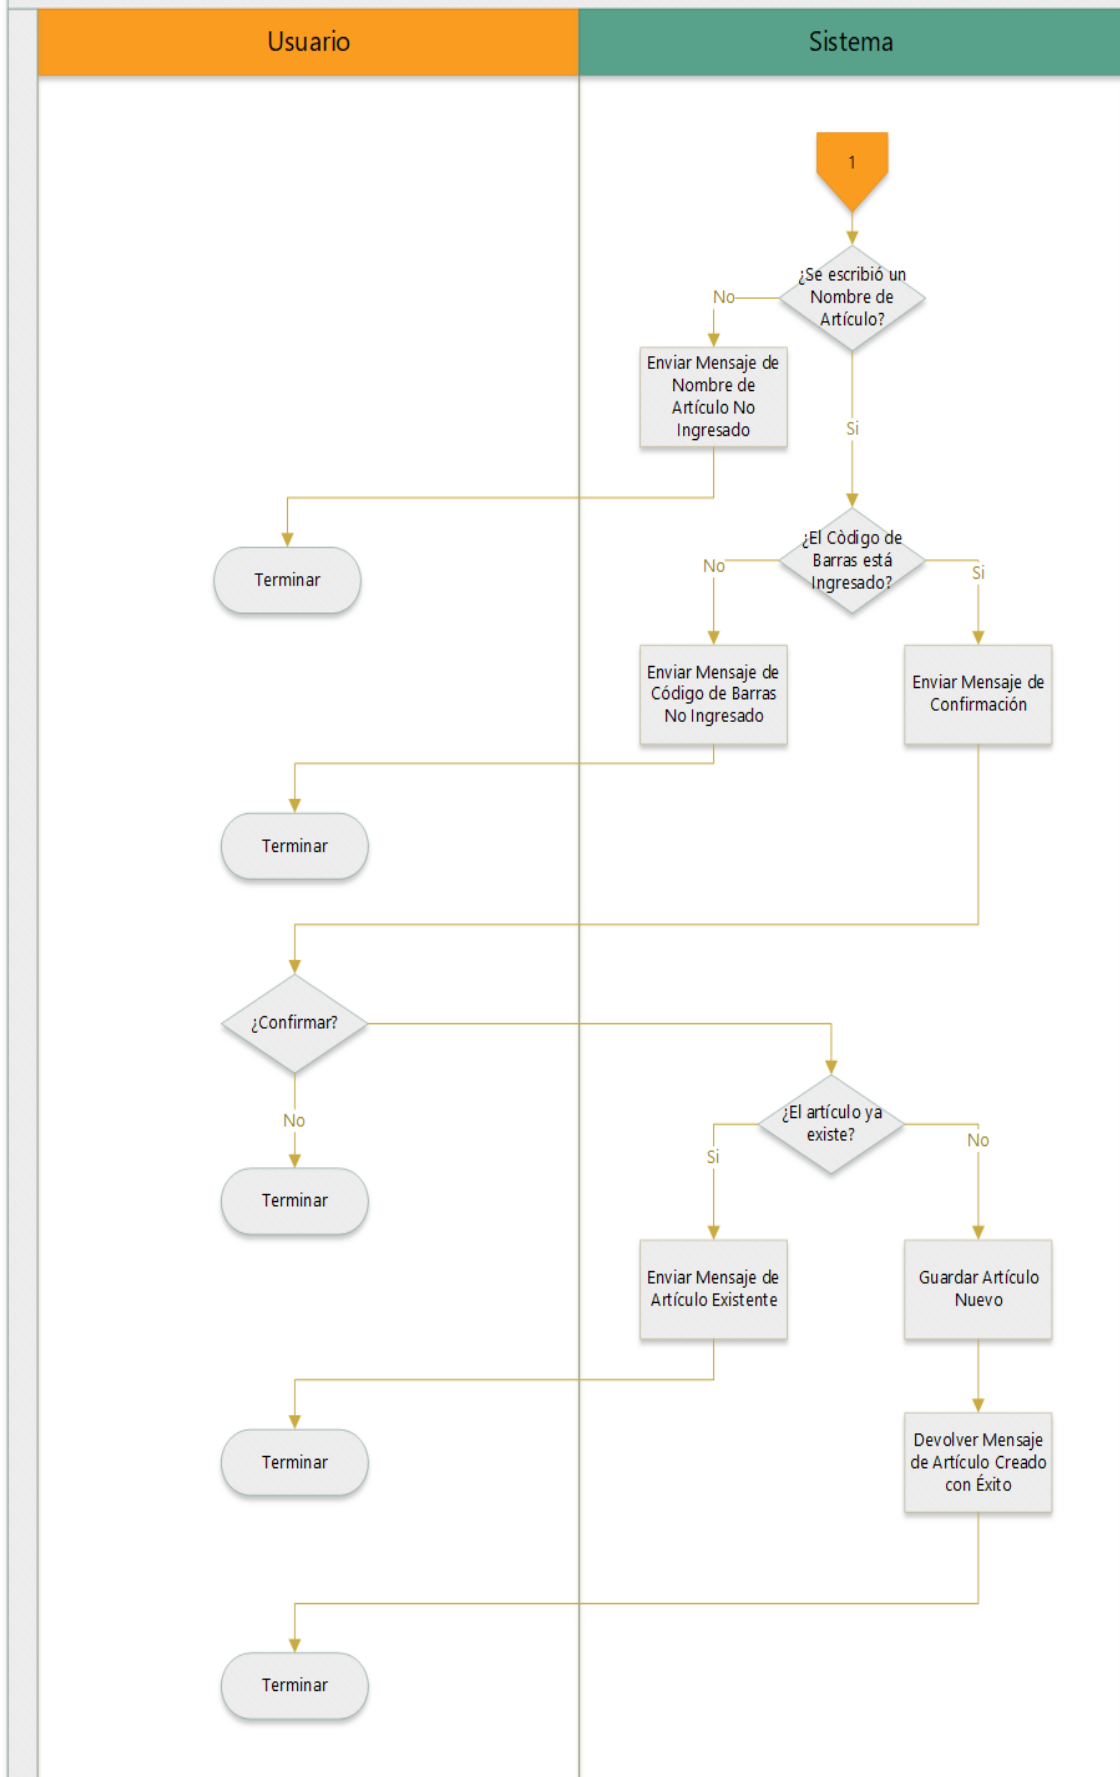 Usuario
Sistema
1
¿Se escribió un
Nombre de
Artículo?
No
Enviar Mensaje de
Nombre de
Artículo No
Ingresado
Si
Terminar
¿El Còdigo de
Barras está
Ingresado?
No
Si
Enviar Mensaje de
Código de Barras
No Ingresado
Enviar Mensaje de
Confirmación
Terminar
¿Confirmar?
No
Terminar
¿El artículo ya
existe?
Si
No
Enviar Mensaje de
Artículo Existente
Guardar Artículo
Nuevo
Terminar
Devolver Mensaje
de Artículo Creado
con Éxito
Terminar